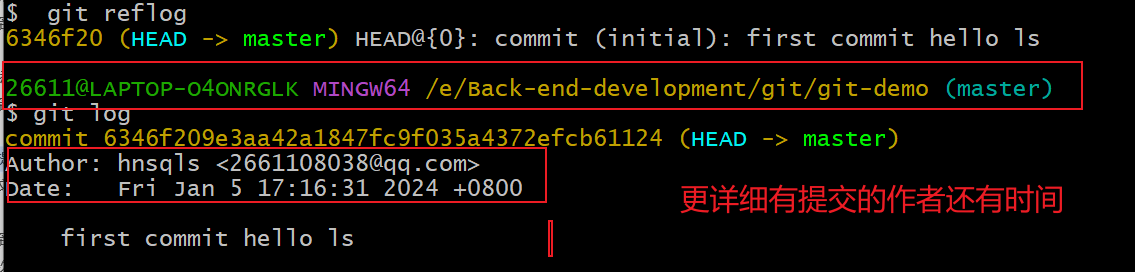 $  git reflog
6346f20 (HEAD -> master) HEAD@{0}: commit (initial): first commit hello ls
26611@LAPTOP-O4ONRGLK MINGW64 /e/Back-end-development/git/git-demo (master)
$ git log
commit 6346f209e3aa42a1847fc9f035a4372efcb61124 (HEAD -> master)
Author: hnsqls <2661108038@qq.com>
Date:   Fri Jan 5 17:16:31 2024 +0800
更详细有提交的作者还有时间
    first commit hello ls